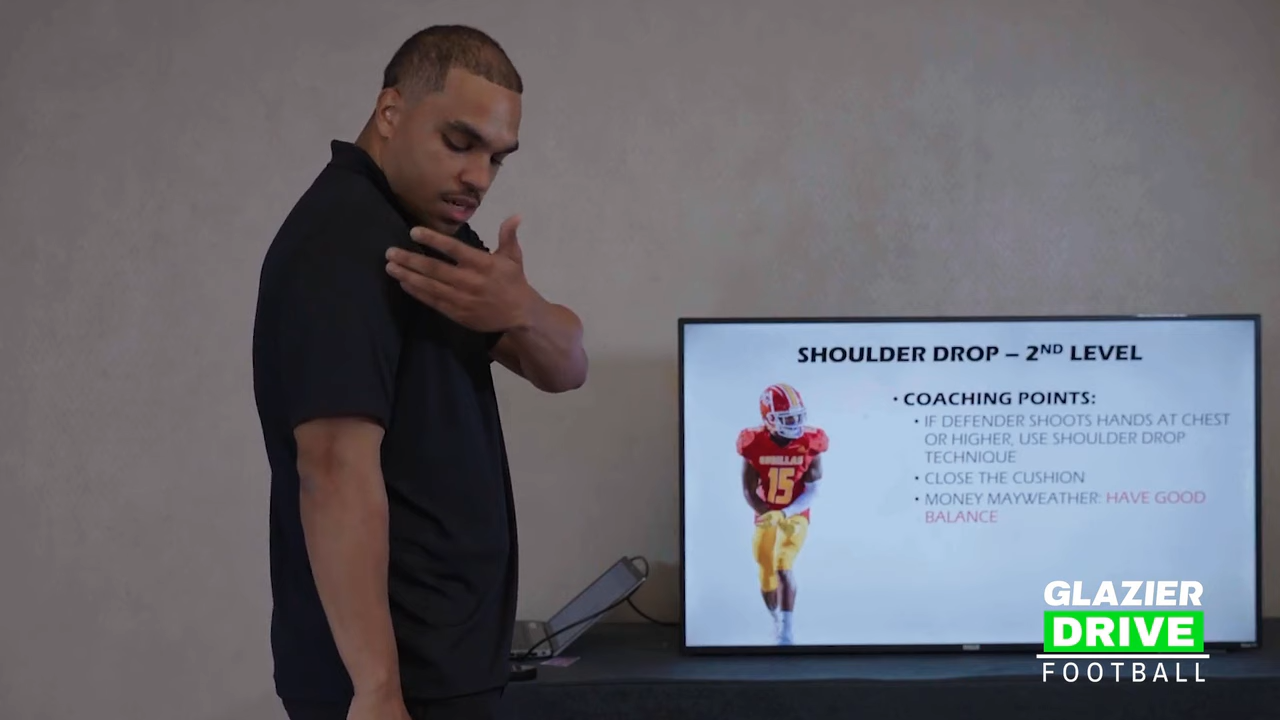 SHOULDER DROP – 2ND LEVEL
• COACHING POINTS:
• IF DEFENDER SHOOTS HANDS AT CHEST
OR HIGHER, USE SHOULDER DROP
TECHNIQUE
• CLOSE THE CUSHION
• MONEY MAYWEATHER: HAVE GOOD
BALANCE
15
GLAZIER
DRIVE
FOOTBALL